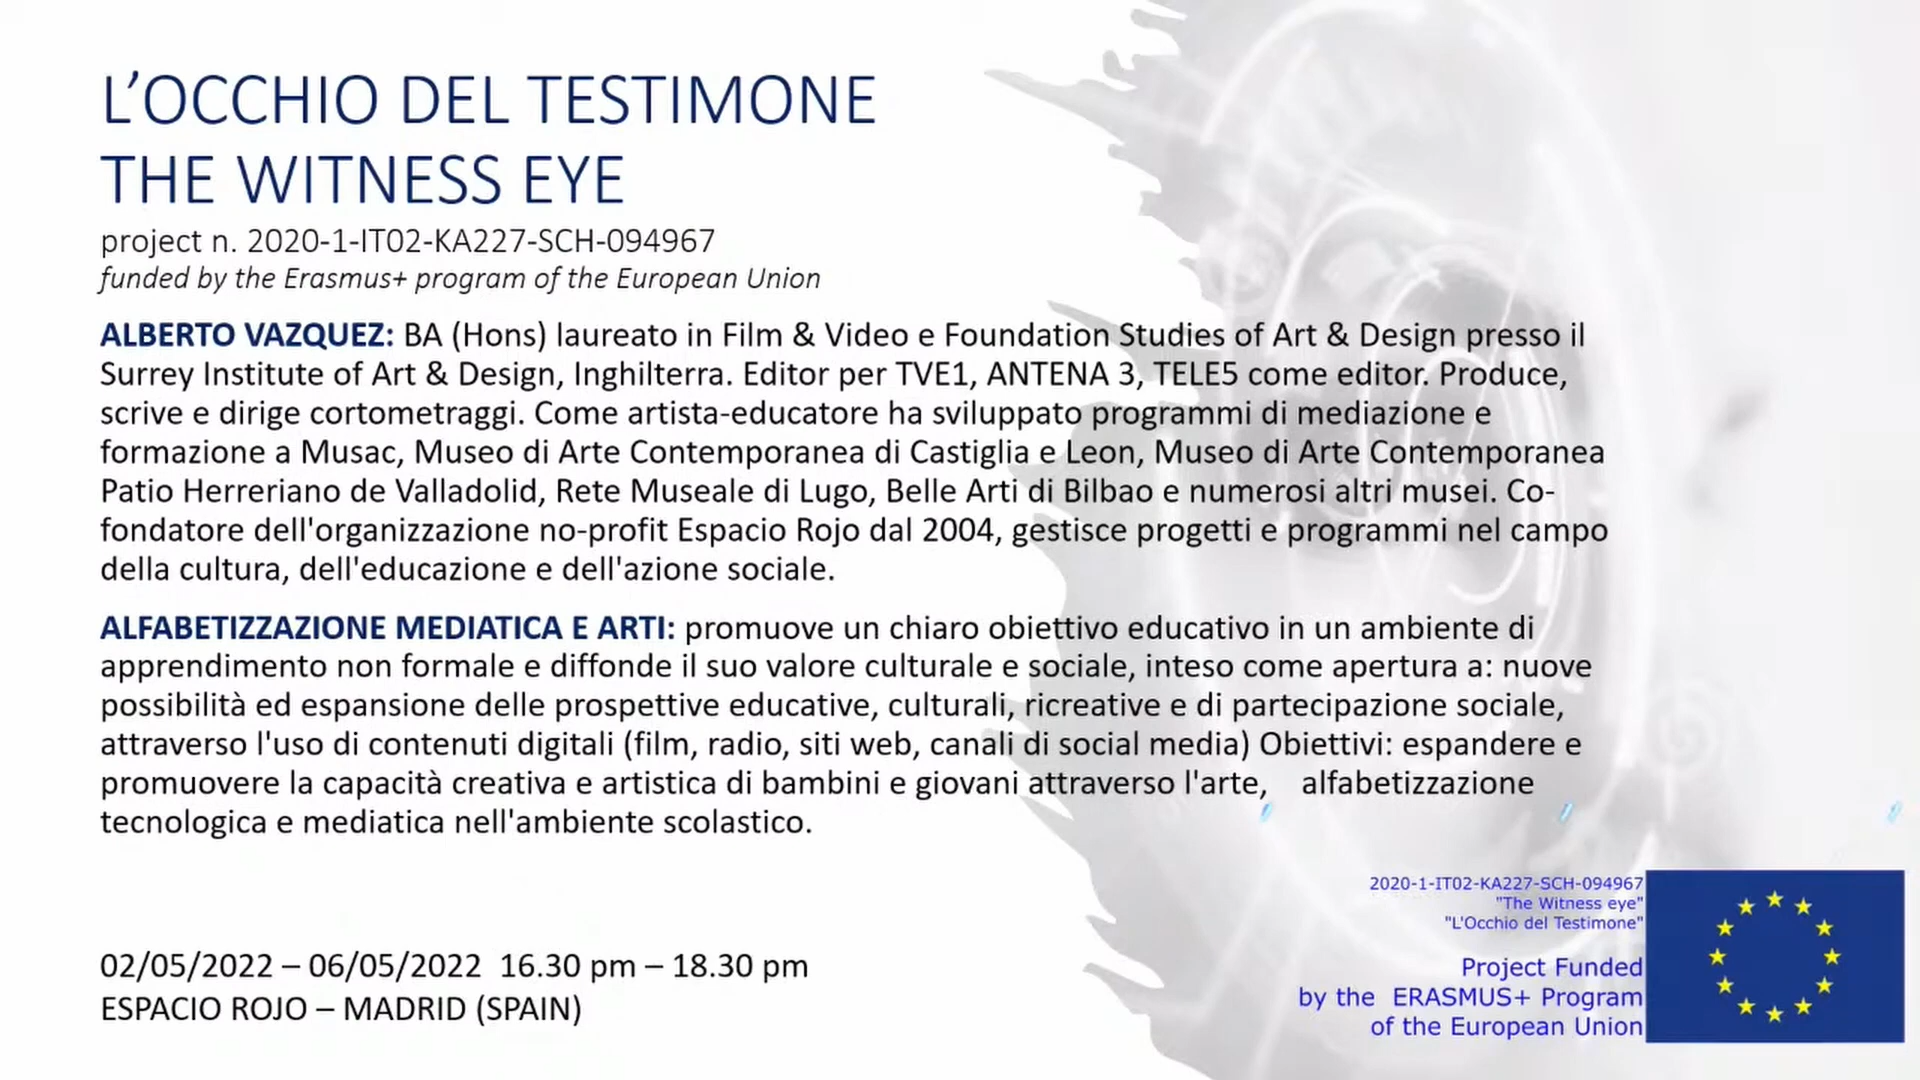 L’OCCHIO DEL TESTIMONE
THE WITNESS EYE
project n. 2020-1-IT02-KA227-SCH-094967
funded by the Erasmus+ program of the European Union
ALBERTO VAZQUEZ: BA (Hons) laureato in Film & Video e Foundation Studies of Art & Design presso il
Surrey Institute of Art & Design, Inghilterra. Editor per TVE1, ANTENA 3, TELE5 come editor. Produce,
scrive e dirige cortometraggi. Come artista-educatore ha sviluppato programmi di mediazione e
formazione a Musac, Museo di Arte Contemporanea di Castiglia e Leon, Museo di Arte Contemporanea
Patio Herreriano de Valladolid, Rete Museale di Lugo, Belle Arti di Bilbao e numerosi altri musei. Co-
fondatore dell'organizzazione no-profit Espacio Rojo dal 2004, gestisce progetti e programmi nel campo
della cultura, dell'educazione e dell'azione sociale.
ALFABETIZZAZIONE MEDIATICA E ARTI: promuove un chiaro obiettivo educativo in un ambiente di
apprendimento non formale e diffonde il suo valore culturale e sociale, inteso come apertura a: nuove
possibilità ed espansione delle prospettive educative, culturali, ricreative e di partecipazione sociale,
attraverso l'uso di contenuti digitali (film, radio, siti web, canali di social media) Obiettivi: espandere e
promuovere la capacità creativa e artistica di bambini e giovani attraverso l'arte, alfabetizzazione
tecnologica e mediatica nell'ambiente scolastico.
02/05/2022 – 06/05/2022 16.30 pm – 18.30 pm
ESPACIO ROJO – MADRID (SPAIN)
2020-1-IT02-KA227-SCH-094967
"The Witness eye"
"L'Occhio del Testimone"
Project Funded
by the ERASMUS+ Program
of the European Union